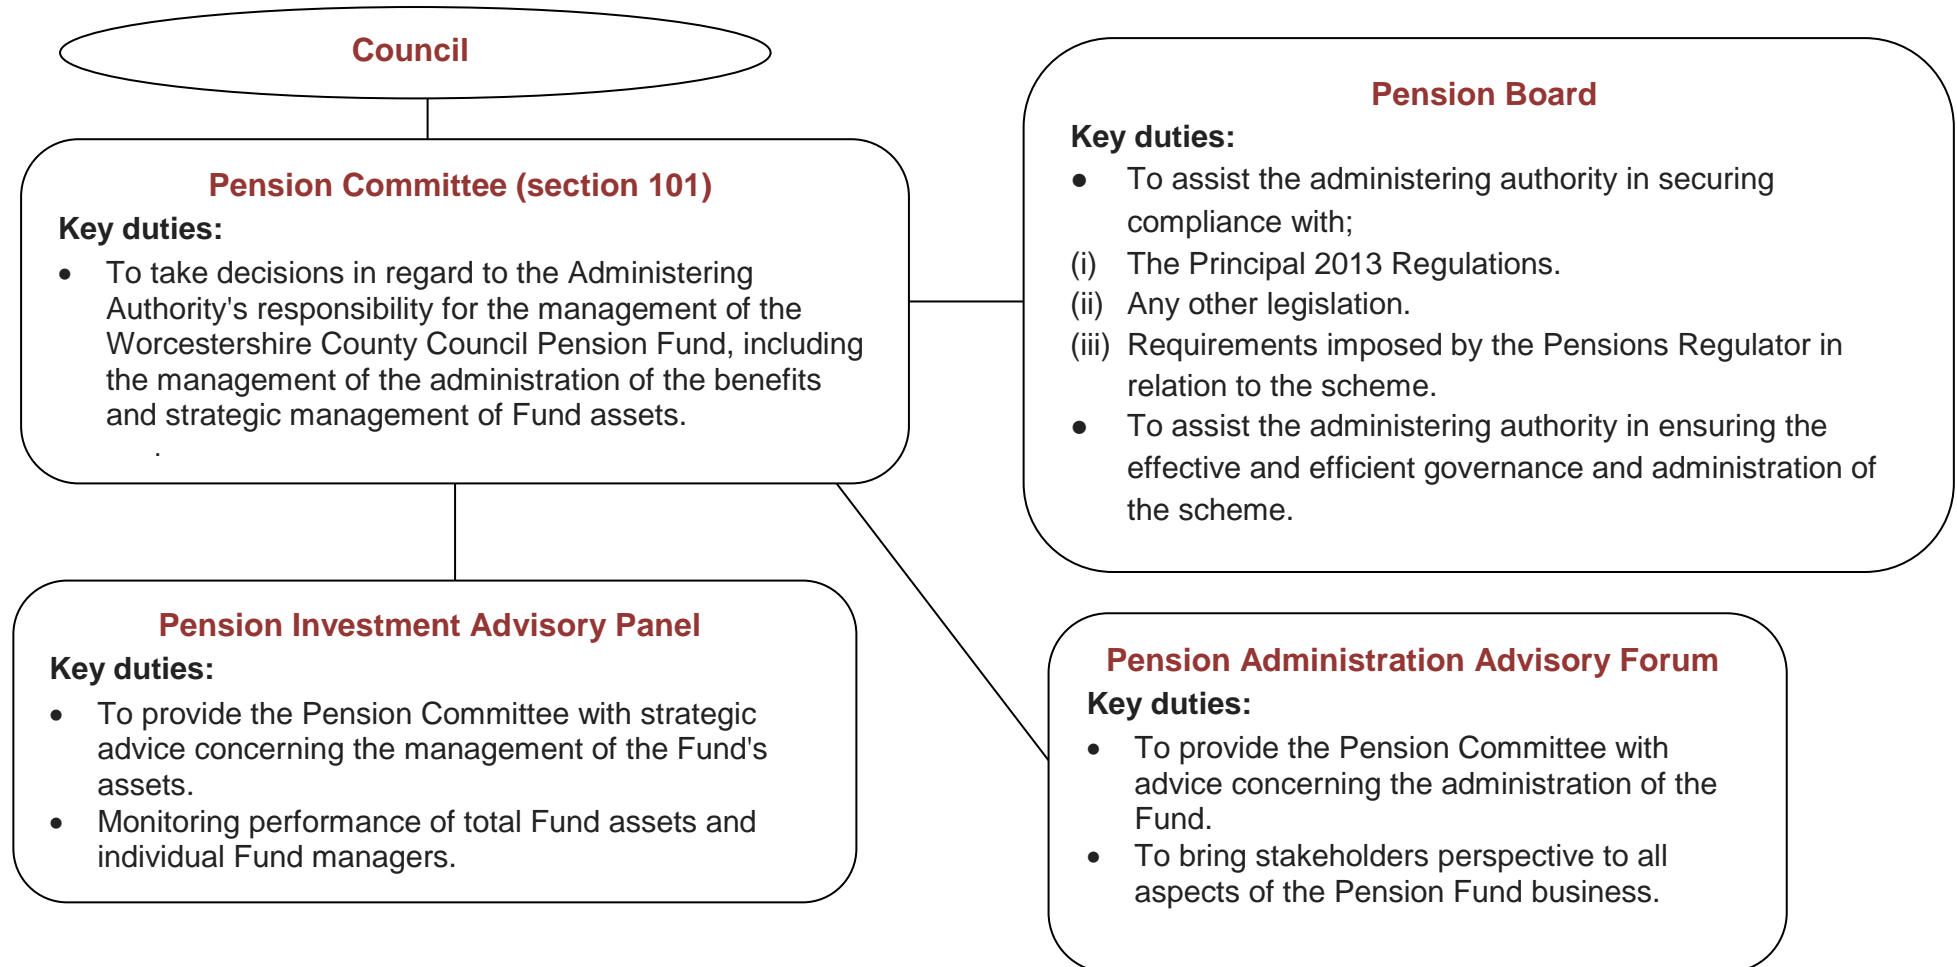 Council
Pension Committee (section 101)
Key duties:
● To take decisions in regard to the Administering
Authority's responsibility for the management of the
Worcestershire County Council Pension Fund, including
the management of the administration of the benefits
and strategic management of Fund assets.
.
Pension Board
Key duties:
● To assist the administering authority in securing
compliance with;
(i) The Principal 2013 Regulations.
(ii) Any other legislation.
(iii) Requirements imposed by the Pensions Regulator in
relation to the scheme.
● To assist the administering authority in ensuring the
effective and efficient governance and administration of
the scheme.
Pension Investment Advisory Panel
Key duties:
● To provide the Pension Committee with strategic
advice concerning the management of the Fund's
assets.
● Monitoring performance of total Fund assets and
individual Fund managers.
Pension Administration Advisory Forum
Key duties:
● To provide the Pension Committee with
advice concerning the administration of the
Fund.
● To bring stakeholders perspective to all
aspects of the Pension Fund business.